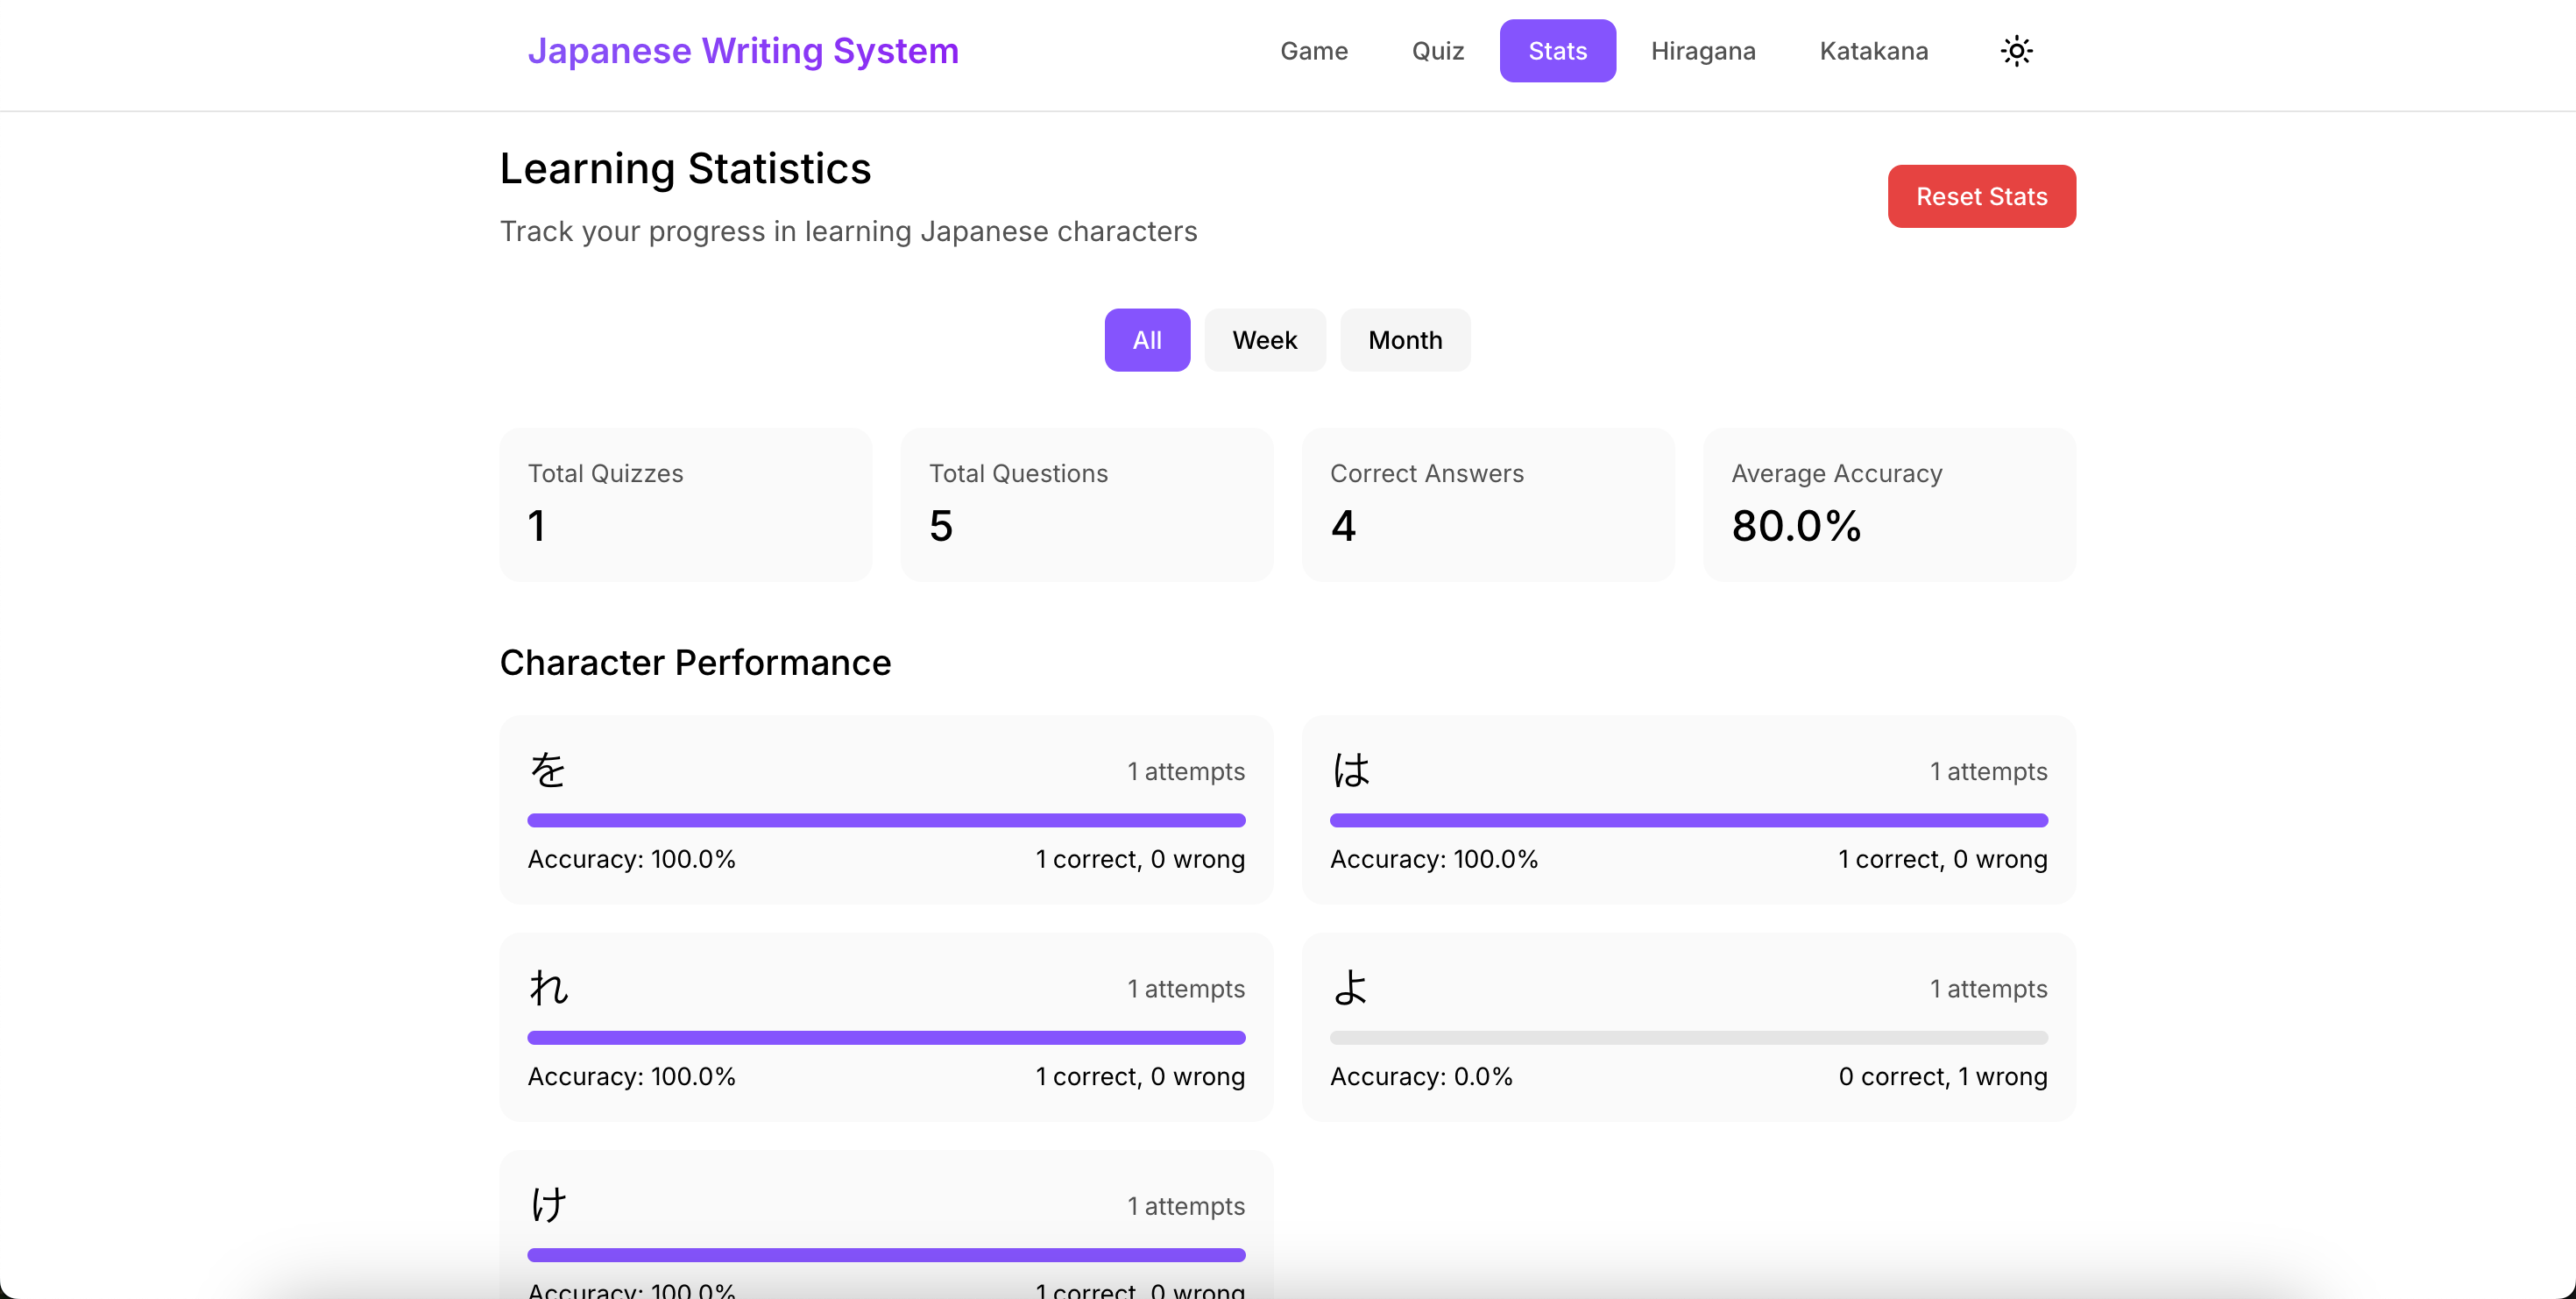 Japanese Writing System Game Quiz Stats Hiragana Katakana
Learning Statistics
Reset Stats
Track your progress in learning Japanese characters
All Week Month
Total Quizzes Total Questions Correct Answers Average Accuracy
1 5 4 80.0%
Character Performance
を 1 attempts は 1 attempts
Accuracy: 100.0% 1 correct, 0 wrong Accuracy: 100.0% 1 correct, 0 wrong
れ 1 attempts よ 1 attempts
Accuracy: 100.0% 1 correct, 0 wrong Accuracy: 0.0% 0 correct, 1 wrong
け 1 attempts
Accuracy: 100.0% 1 correct, 0 wrong